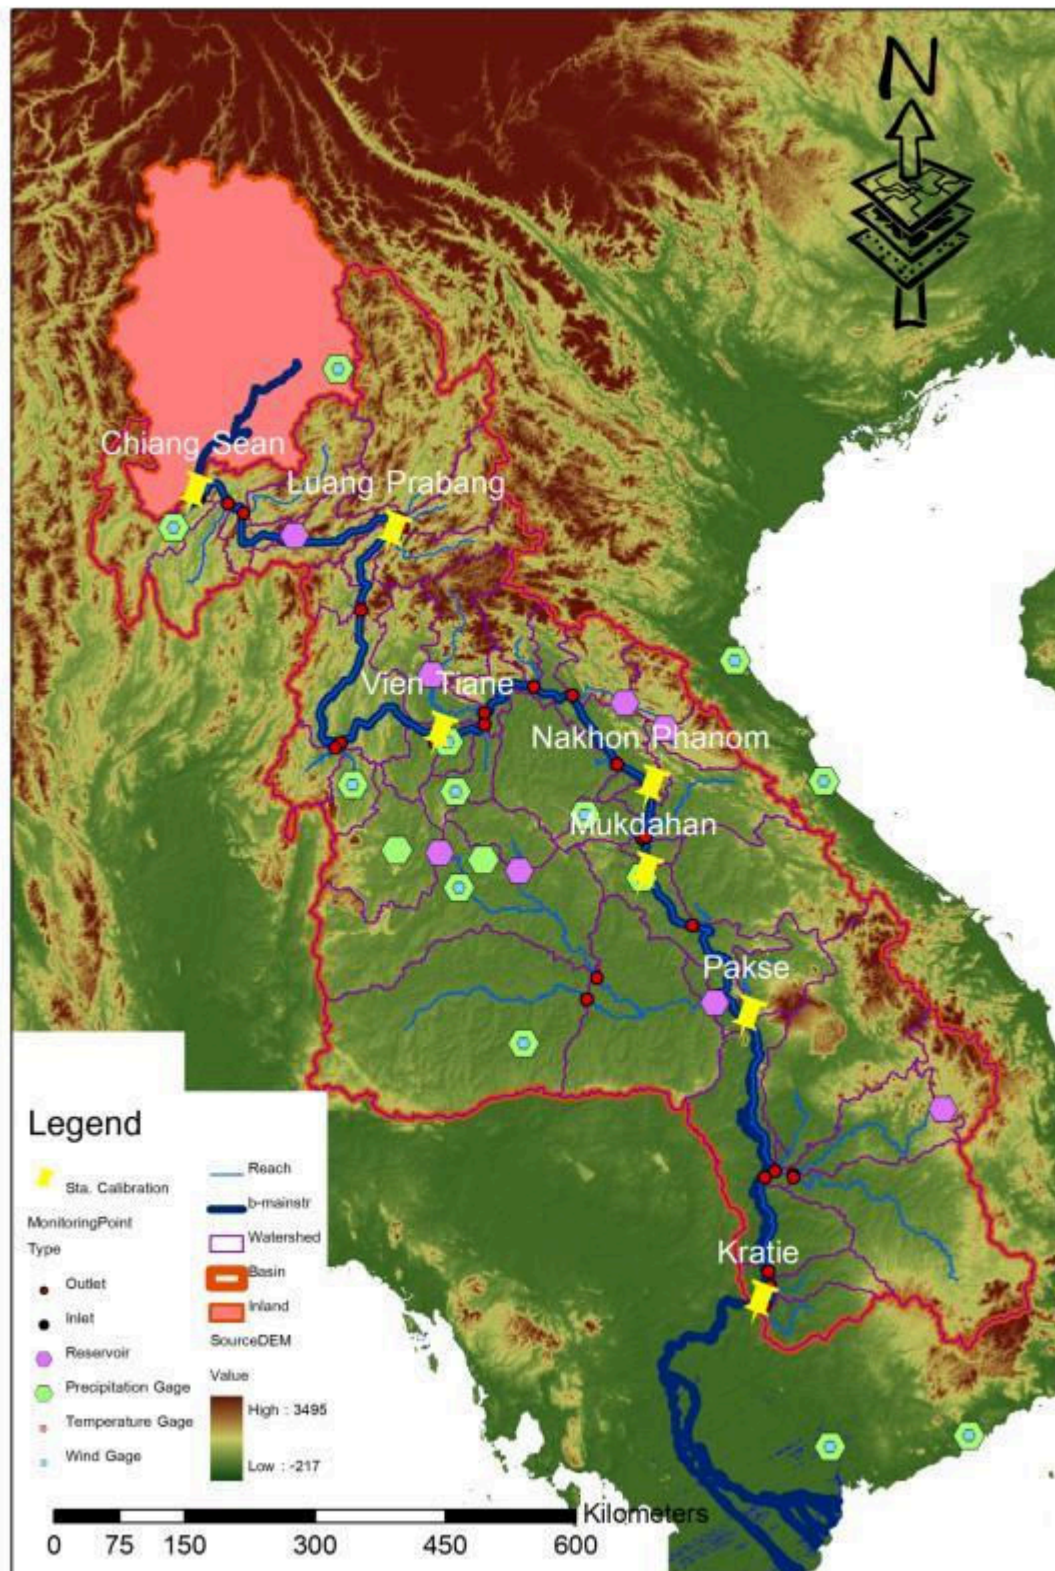 N
Chiang Sean
Luang Prabang
Vien Tiane
Nakhon Phanom
Mukdahan
Pakse
Kratie
Legend
Sta. Calibration
MonitoringPoint
Type
Outlet
Inlet
Reservoir
Precipitation Gage
Temperature Gage
Wind Gage
Reach
b-mainstr
Watershed
Basin
Inland
SourceDEM
Value
High : 3495
Low : -217
Kilometers
0 75 150 300 450 600